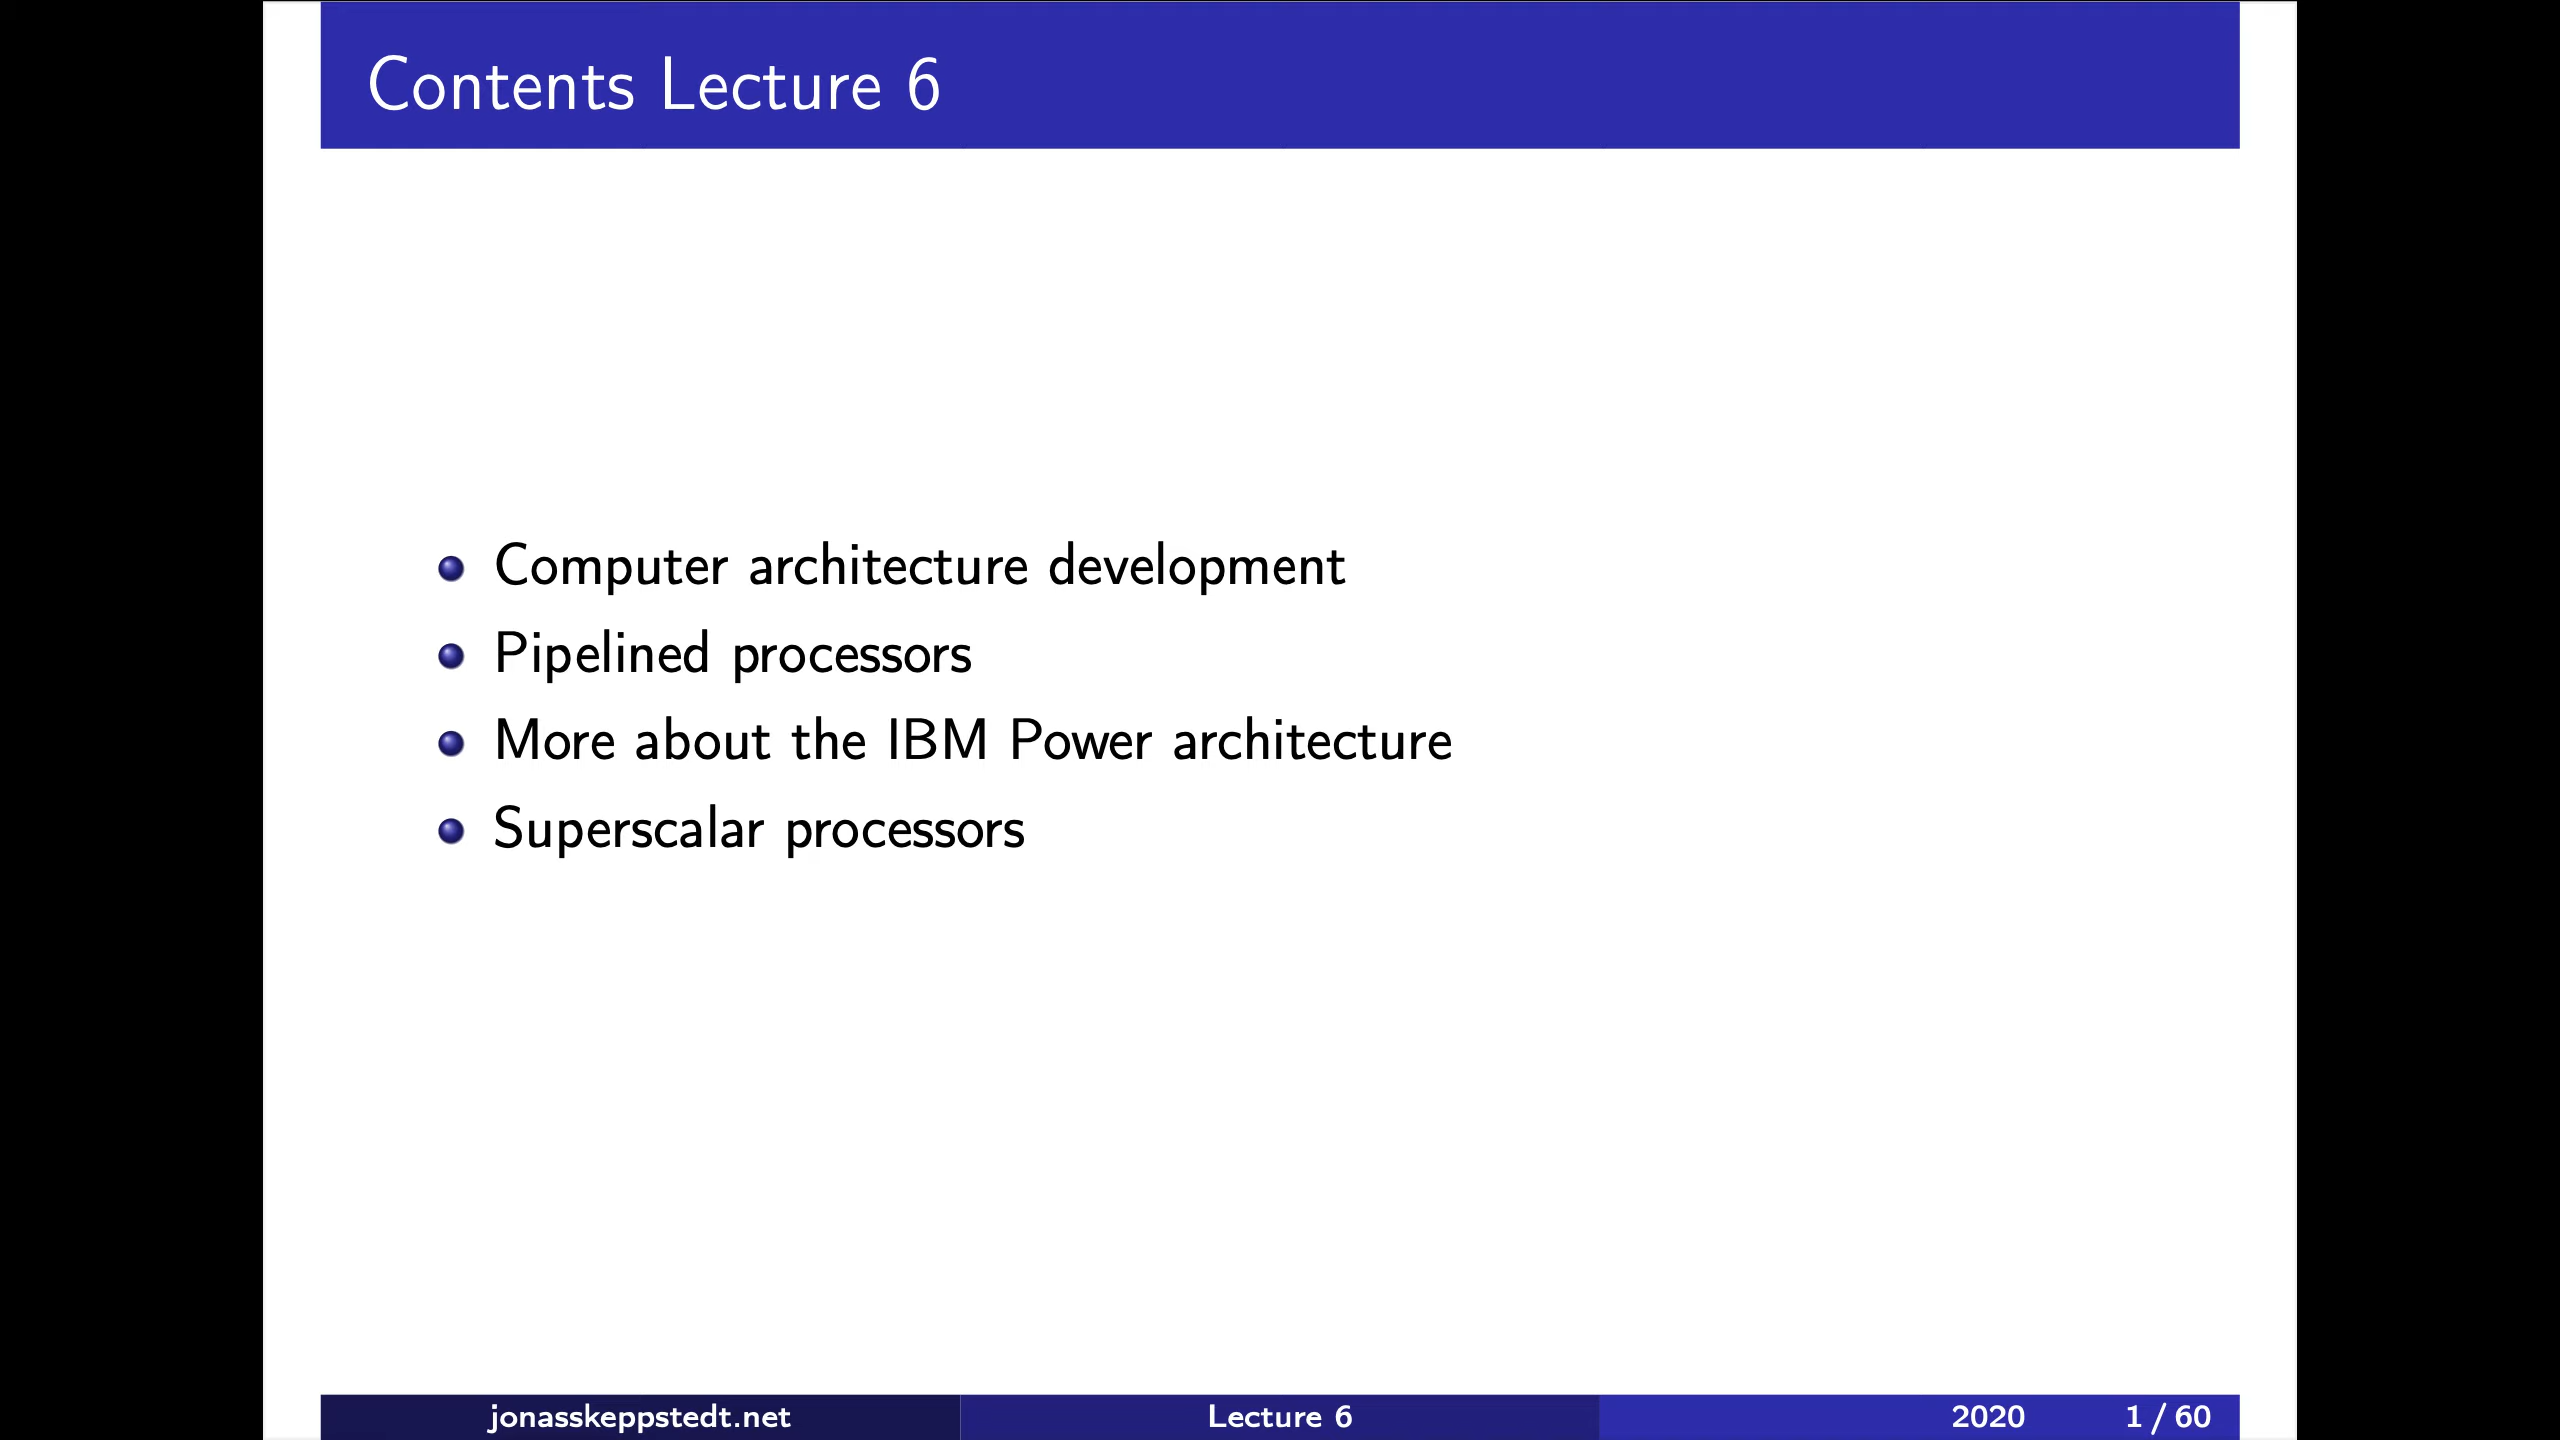 Contents Lecture 6
Computer architecture development
Pipelined processors
More about the IBM Power architecture
Superscalar processors
jonasskeppstedt.net Lecture 6 2020 1 / 60